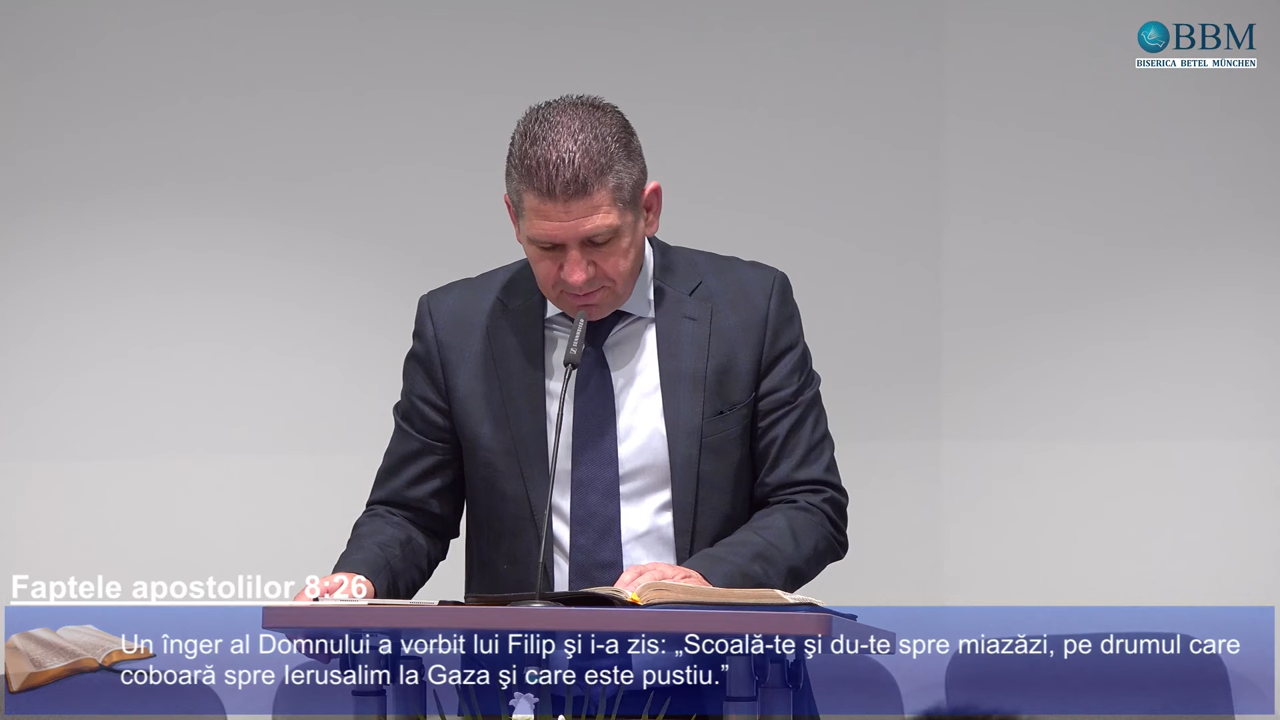 BBM
BISERICA BETEL MÜNCHEN
SENNHEISER
Faptele apostolilor 8:26
Un înger al Domnului a vorbit lui Filip şi i-a zis: „Scoală-te şi du-te spre miazăzi, pe drumul care
coboară spre Ierusalim la Gaza şi care este pustiu.”